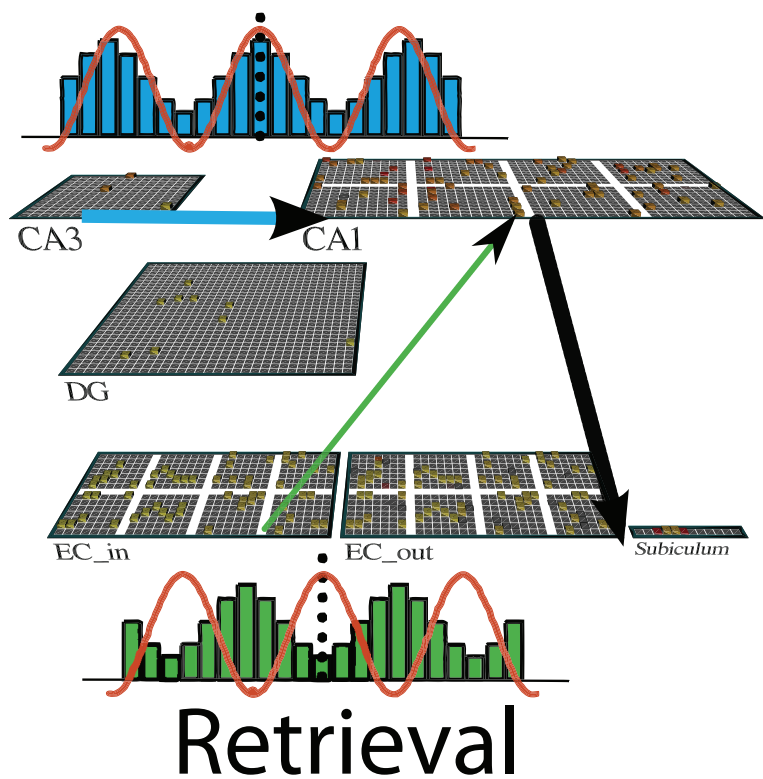 CA3
CA1
DG
EC_in
EC_out
Subiculum
Retrieval